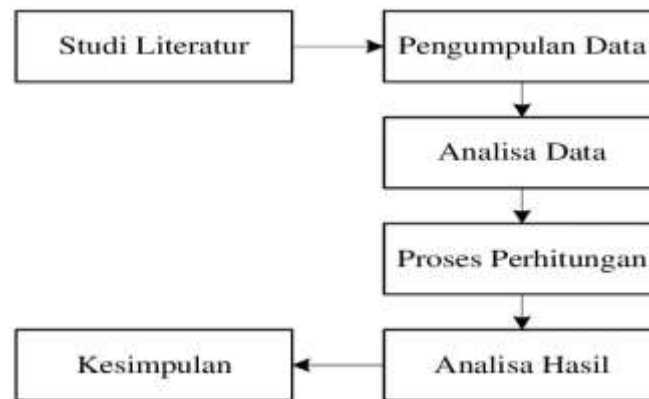 Studi Literatur
Pengumpulan Data
Analisa Data
Proses Perhitungan
Analisa Hasil
Kesimpulan